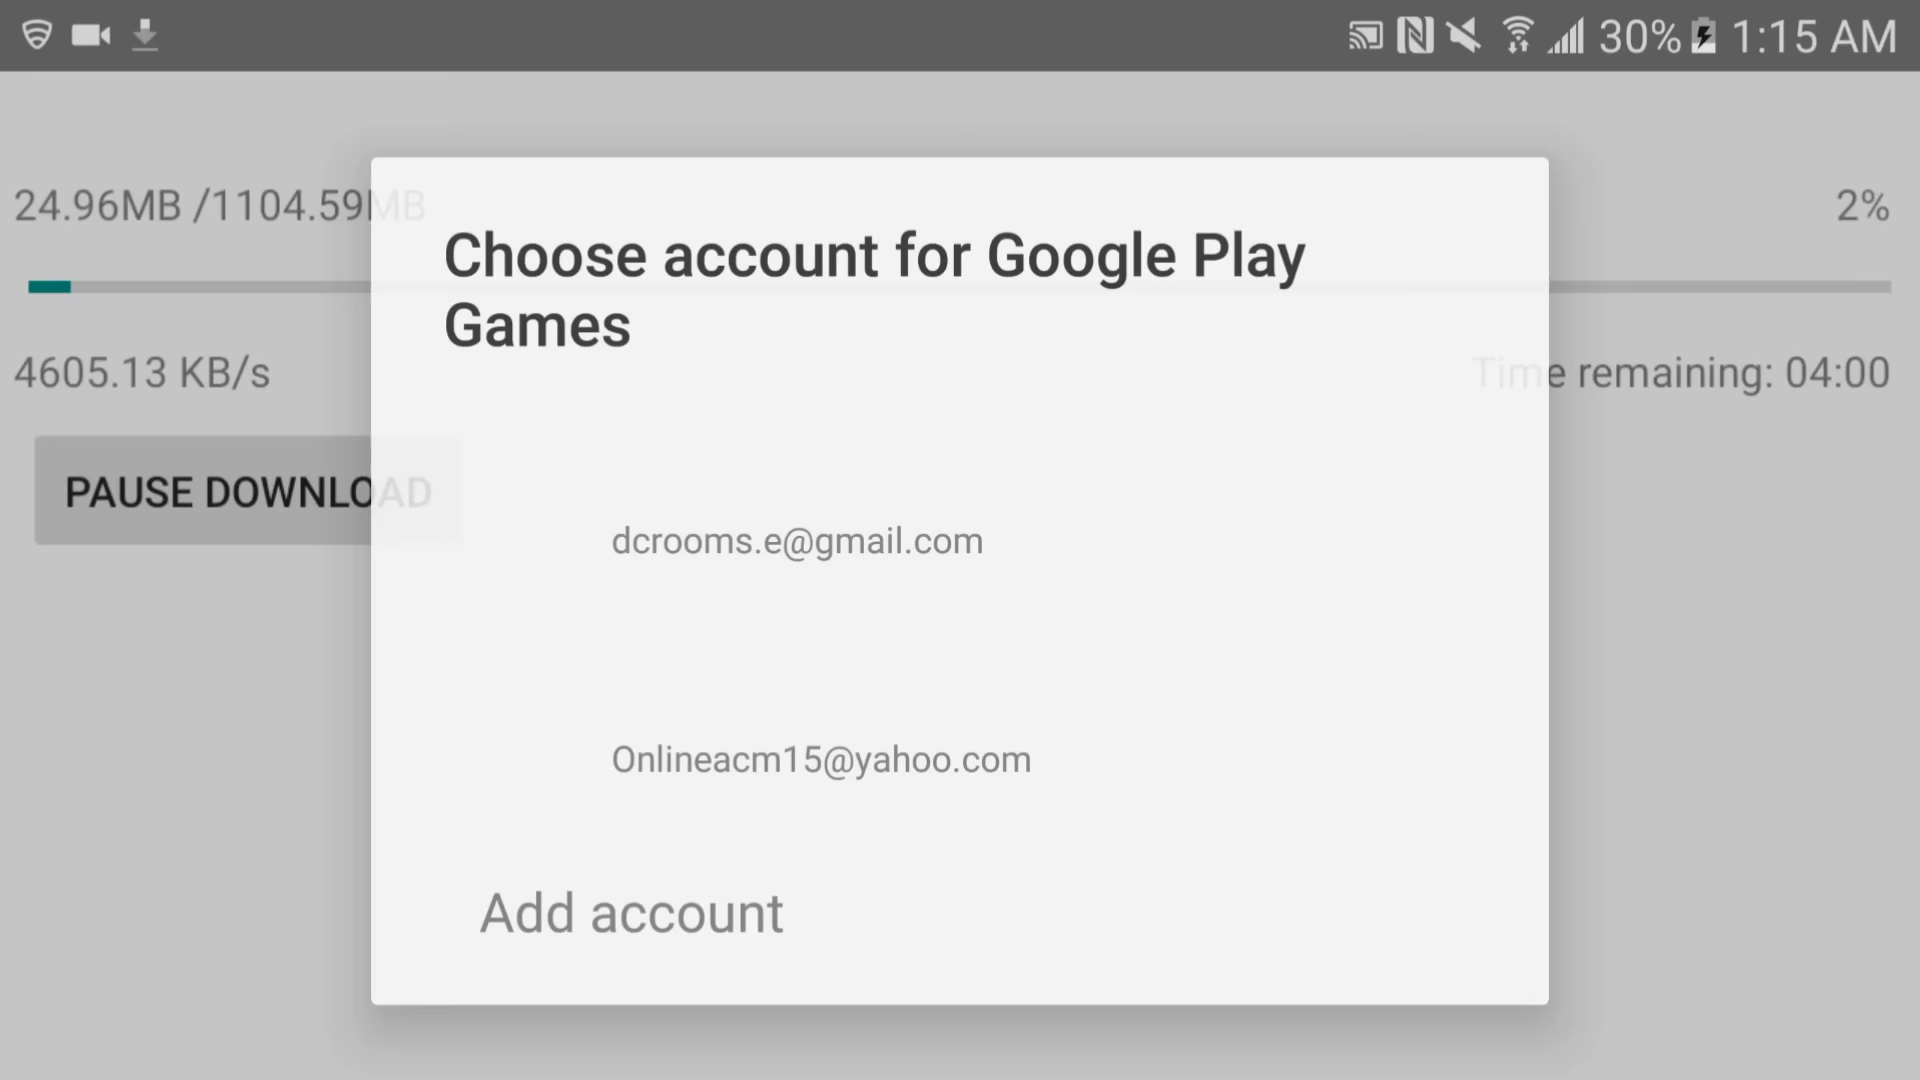 30% 1:15 AM
24.96MB /1104.59MB
2%
Choose account for Google Play
Games
4605.13 KB/s
Time remaining: 04:00
PAUSE DOWNLOAD
dcrooms.e@gmail.com
Onlineacm15@yahoo.com
Add account